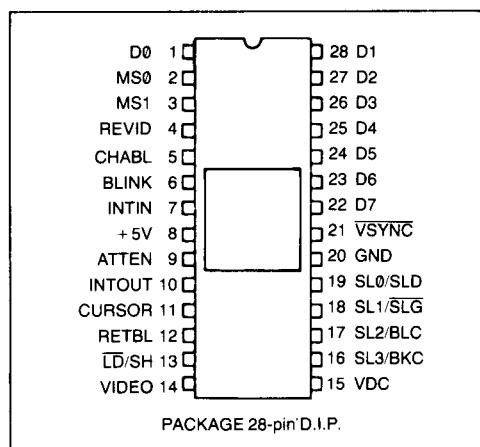 D0 1 28 D1
MS0 2 27 D2
MS1 3 26 D3
REVID 4 25 D4
CHABL 5 24 D5
BLINK 6 23 D6
INTIN 7 22 D7
+5V 8 21 V̅S̅Y̅N̅C̅
ATTEN 9 20 GND
INTOUT 10 19 SL0/SLD
CURSOR 11 18 SL1/S̅L̅G̅
RETBL 12 17 SL2/BLC
L̅D̅/SH 13 16 SL3/BKC
VIDEO 14 15 VDC
PACKAGE 28-pin D.I.P.